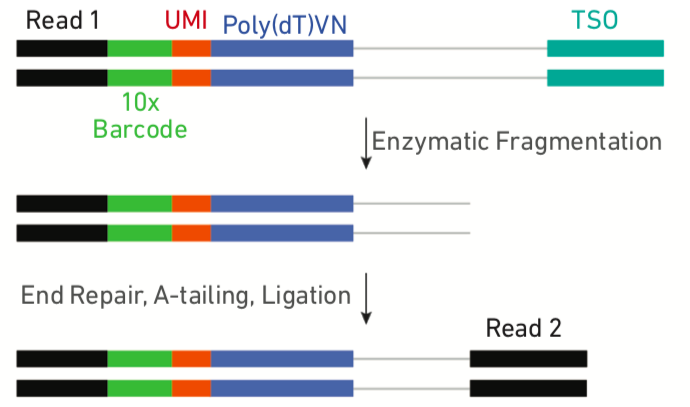 Read 1
UMI
Poly(dT)VN
TSO
10x
Barcode
Enzymatic Fragmentation
End Repair, A-tailing, Ligation
Read 2